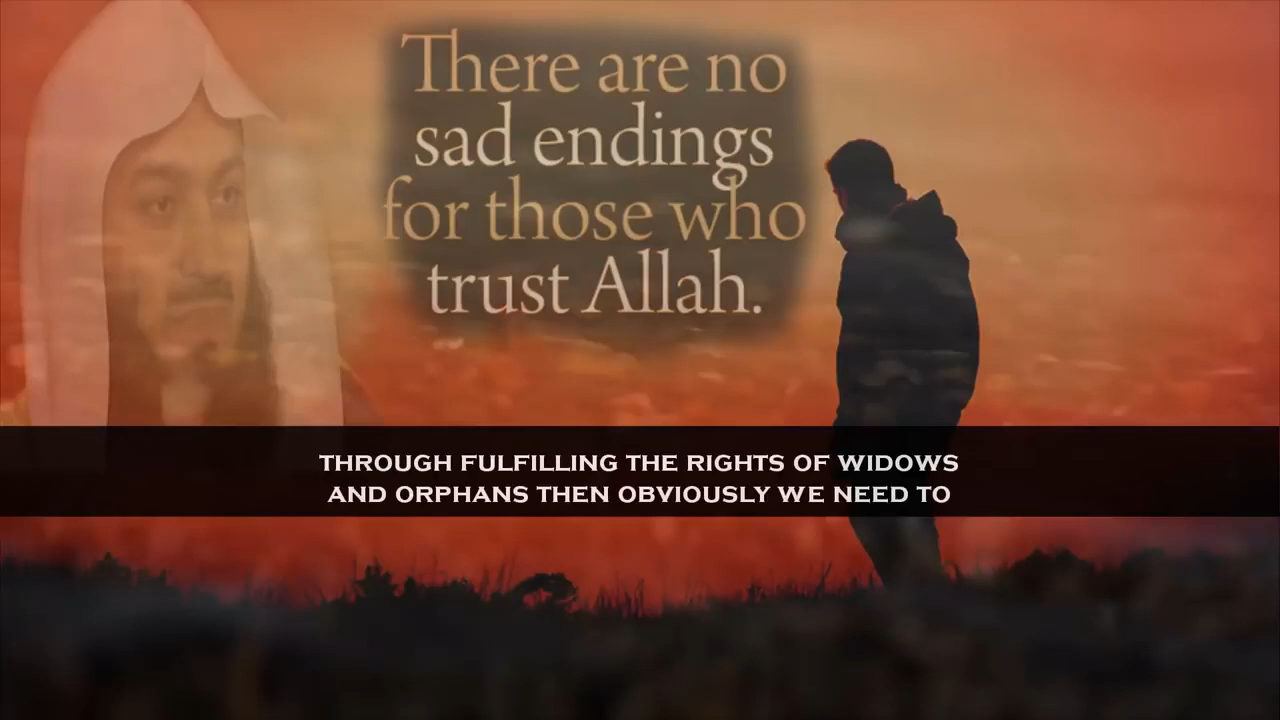 There are no
sad endings
for those who
trust Allah.
THROUGH FULFILLING THE RIGHTS OF WIDOWS
AND ORPHANS THEN OBVIOUSLY WE NEED TO